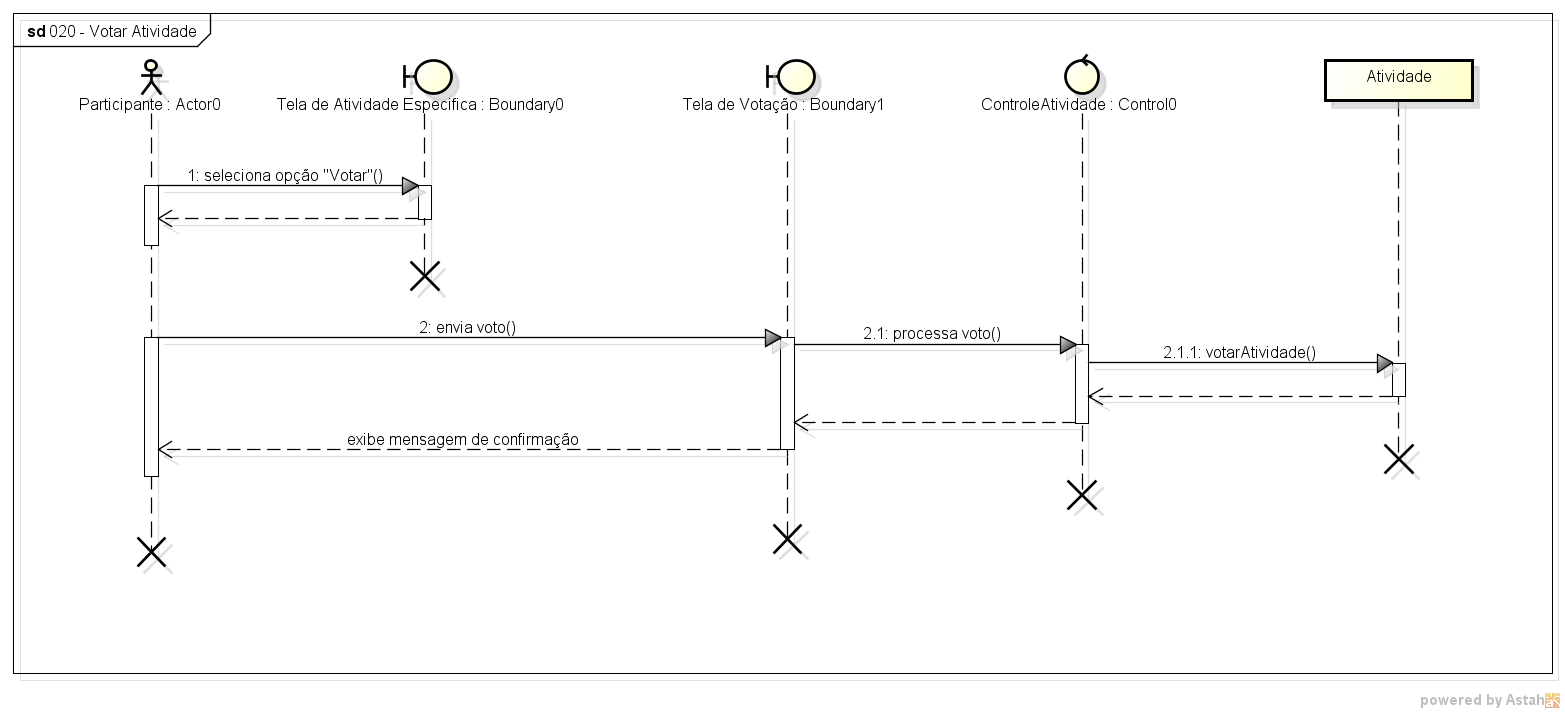 sd 020 - Votar Atividade
Participante : Actor0
Tela de Atividade Especifica : Boundary0
Tela de Votação : Boundary1
ControleAtividade : Control0
Atividade
1: seleciona opção "Votar"()
2: envia voto()
2.1: processa voto()
2.1.1: votarAtividade()
exibe mensagem de confirmação
powered by Astah